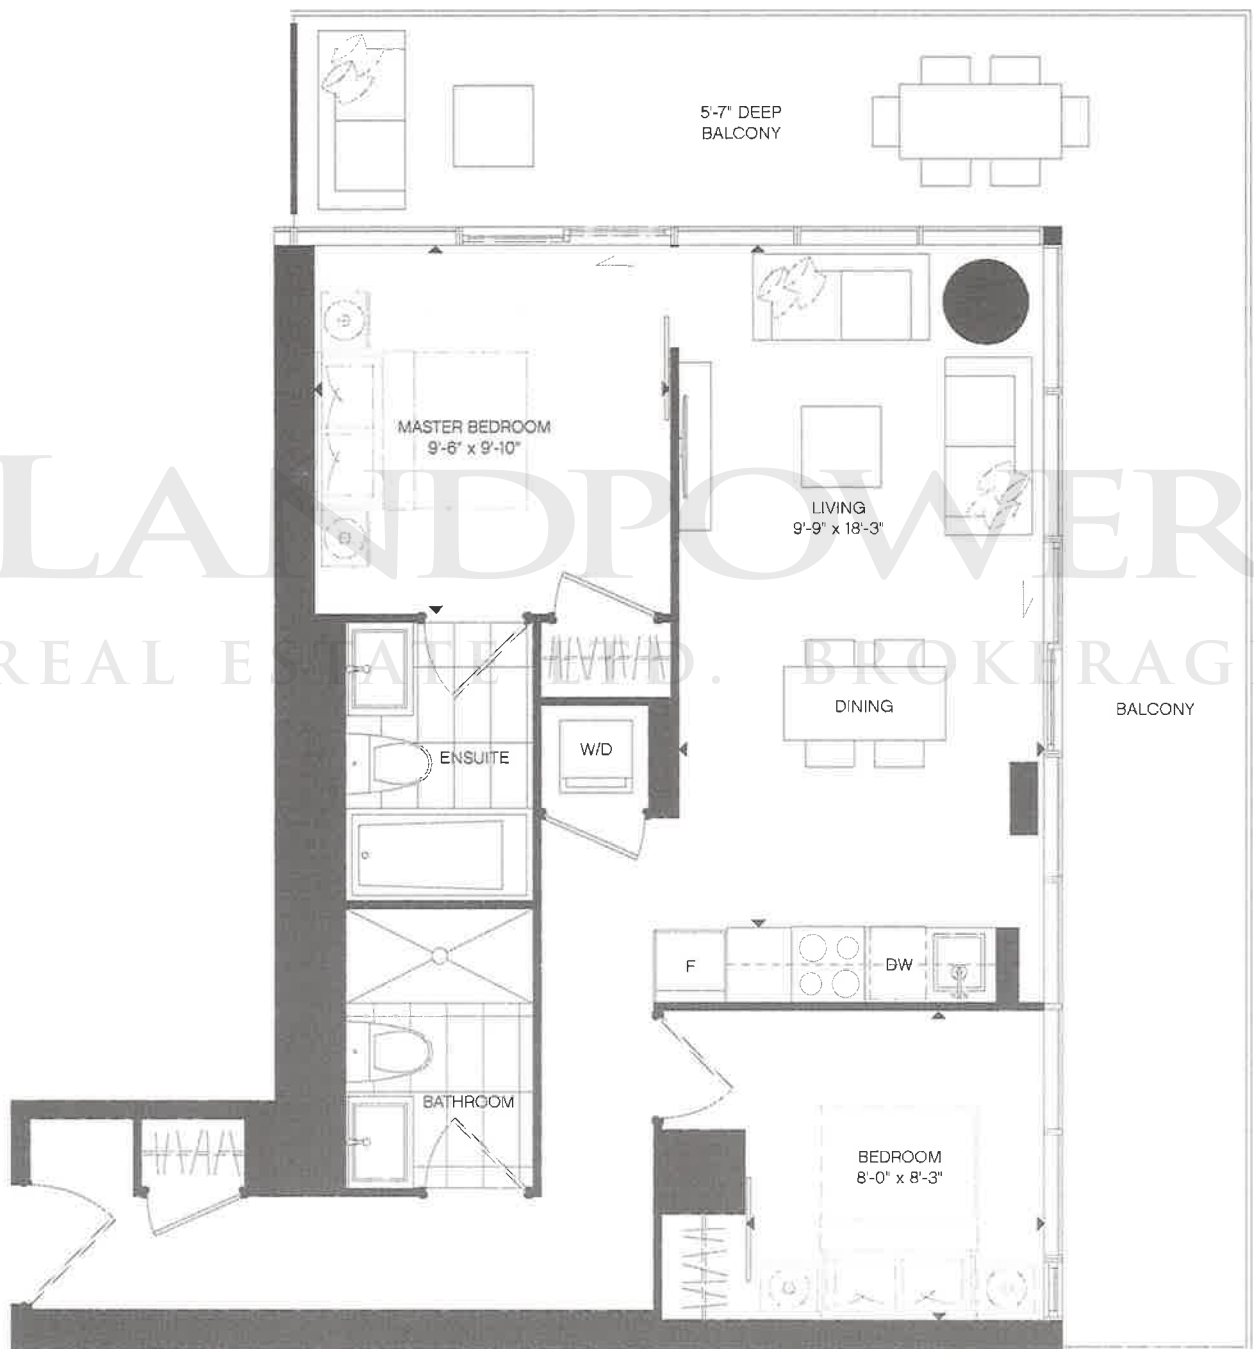 5'-7" DEEP
BALCONY
MASTER BEDROOM
9'-6" x 9'-10"
LANDPOWER
LIVING
9'-9" x 18'-3"
REAL ESTATE LTD. BROKERAG
DINING
BALCONY
ENSUITE
W/D
F
DW
BATHROOM
BEDROOM
8'-0" x 8'-3"